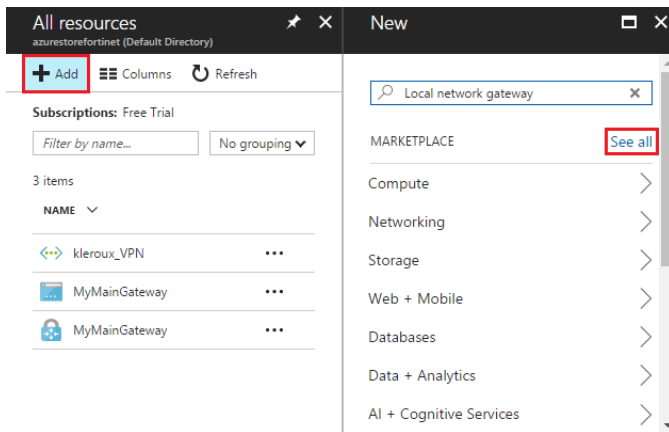 All resources
azurestorefortinet (Default Directory)
Add Columns Refresh
Subscriptions: Free Trial
Filter by name... No grouping
3 items
NAME
kleroux_VPN
MyMainGateway
MyMainGateway
New
Local network gateway
MARKETPLACE See all
Compute
Networking
Storage
Web + Mobile
Databases
Data + Analytics
AI + Cognitive Services